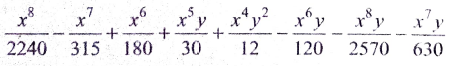 x^8/2240 − x^7/315 + x^6/180 + x^5y/30 + x^4y^2/12 − x^6y/120 − x^8y/2570 − x^7y/630